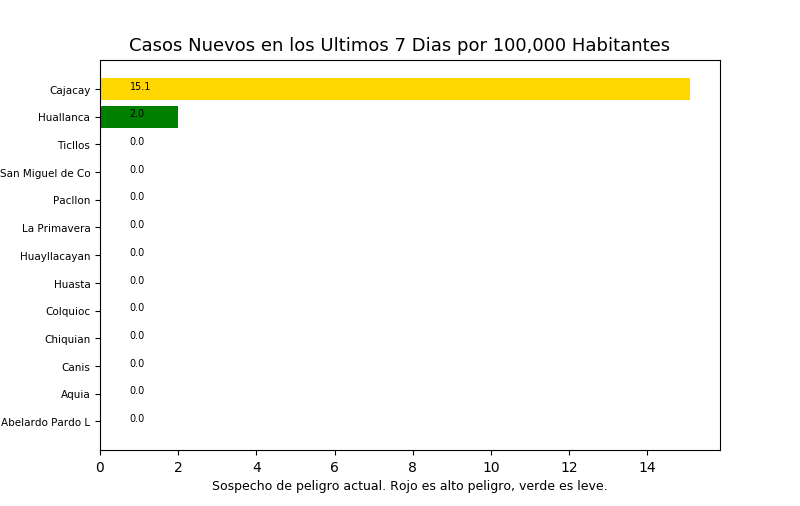 Casos Nuevos en los Ultimos 7 Dias por 100,000 Habitantes
Cajacay 15.1
Huallanca 2.0
Ticllos 0.0
San Miguel de Co 0.0
Pacllon 0.0
La Primavera 0.0
Huayllacayan 0.0
Huasta 0.0
Colquioc 0.0
Chiquian 0.0
Canis 0.0
Aquia 0.0
Abelardo Pardo L 0.0
0 2 4 6 8 10 12 14
Sospecho de peligro actual. Rojo es alto peligro, verde es leve.